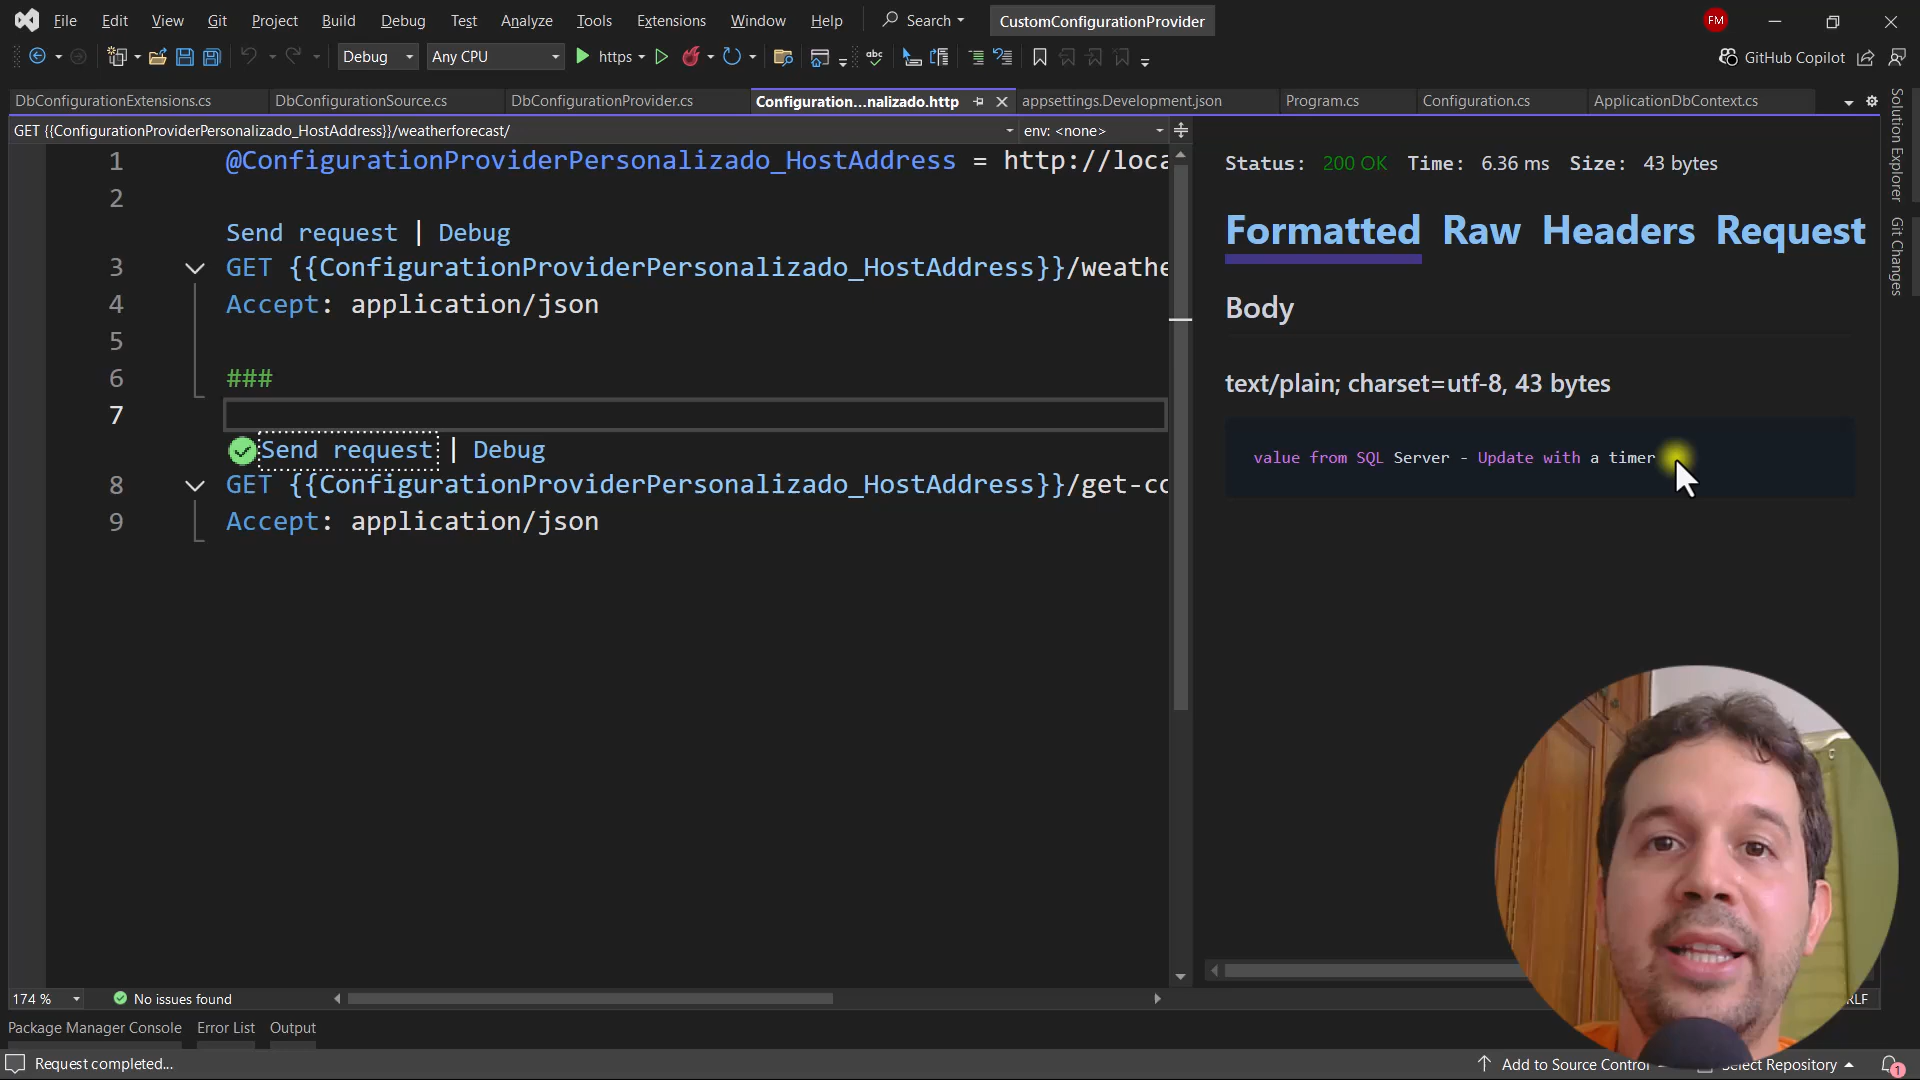 File Edit View Git Project Build Debug Test Analyze Tools Extensions Window Help Search CustomConfigurationProvider FM
Debug Any CPU https GitHub Copilot
DbConfigurationExtensions.cs DbConfigurationSource.cs DbConfigurationProvider.cs Configuration...nalizado.http appsettings.Development.json Program.cs Configuration.cs ApplicationDbContext.cs
GET {{ConfigurationProviderPersonalizado_HostAddress}}/weatherforecast/ env: <none>
1 @ConfigurationProviderPersonalizado_HostAddress = http://loca
2
Send request | Debug
3 GET {{ConfigurationProviderPersonalizado_HostAddress}}/weathe
4 Accept: application/json
5
6 ###
7
Send request | Debug
8 GET {{ConfigurationProviderPersonalizado_HostAddress}}/get-co
9 Accept: application/json
Status: 200 OK Time: 6.36 ms Size: 43 bytes
Formatted Raw Headers Request
Body
text/plain; charset=utf-8, 43 bytes
value from SQL Server - Update with a timer
Solution Explorer
Git Changes
174 % No issues found RLF
Package Manager Console Error List Output
Request completed... Add to Source Control Select Repository 1